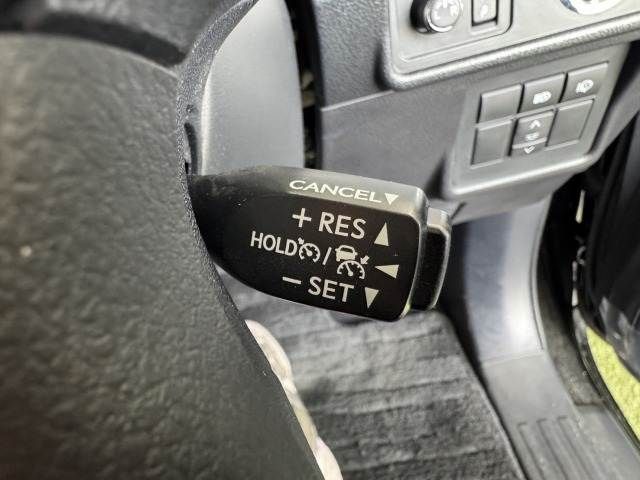 CANCEL▼
+ RES ▲
HOLD / ◀
− SET ▼